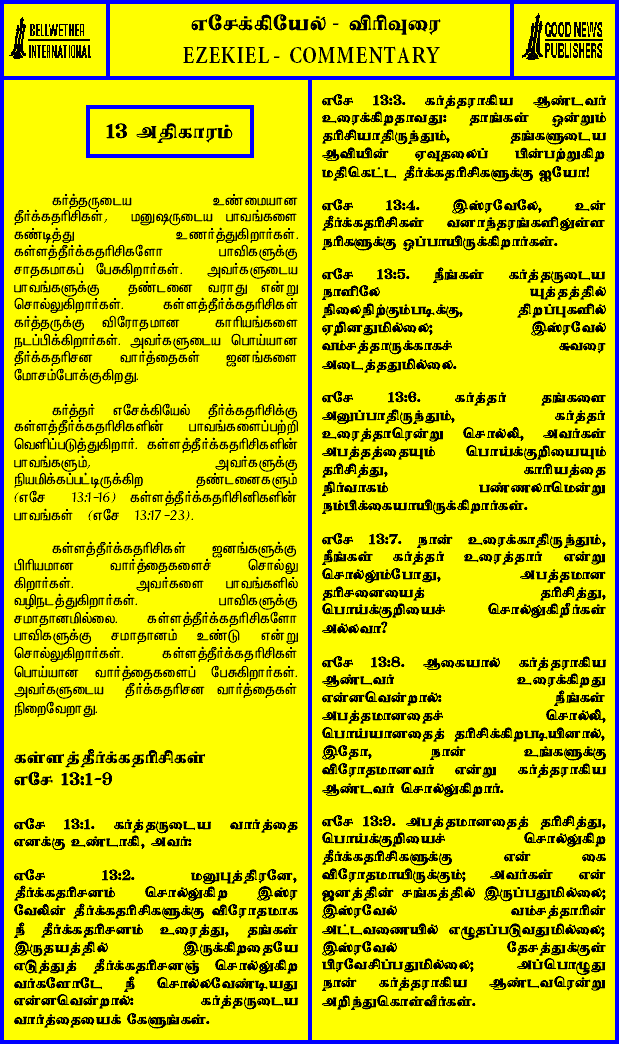 BELLWETHER
INTERNATIONAL
எசேக்கியேல் - விரிவுரை
EZEKIEL - COMMENTARY
GOOD NEWS
PUBLISHERS
13 அதிகாரம்
கர்த்தருடைய உண்மையான
தீர்க்கதரிசிகள், மனுஷருடைய பாவங்களை
கண்டித்து உணர்த்துகிறார்கள்.
கள்ளத்தீர்க்கதரிசிகளோ பாவிகளுக்கு
சாதகமாகப் பேசுகிறார்கள். அவர்களுடைய
பாவங்களுக்கு தண்டனை வராது என்று
சொல்லுகிறார்கள். கள்ளத்தீர்க்கதரிசிகள்
கர்த்தருக்கு விரோதமான காரியங்களை
நடப்பிக்கிறார்கள். அவர்களுடைய பொய்யான
தீர்க்கதரிசன வார்த்தைகள் ஜனங்களை
மோசம்போக்குகிறது.
கர்த்தர் எசேக்கியேல் தீர்க்கதரிசிக்கு
கள்ளத்தீர்க்கதரிசிகளின் பாவங்களைப்பற்றி
வெளிப்படுத்துகிறார். கள்ளத்தீர்க்கதரிசிகளின்
பாவங்களும், அவர்களுக்கு
நியமிக்கப்பட்டிருக்கிற தண்டனைகளும்
(எசே 13:1-16) கள்ளத்தீர்க்கதரிசினிகளின்
பாவங்கள் (எசே 13:17-23).
கள்ளத்தீர்க்கதரிசிகள் ஜனங்களுக்கு
பிரியமான வார்த்தைகளைச் சொல்லு
கிறார்கள். அவர்களை பாவங்களில்
வழிநடத்துகிறார்கள். பாவிகளுக்கு
சமாதானமில்லை. கள்ளத்தீர்க்கதரிசிகளோ
பாவிகளுக்கு சமாதானம் உண்டு என்று
சொல்லுகிறார்கள். கள்ளத்தீர்க்கதரிசிகள்
பொய்யான வார்த்தைகளைப் பேசுகிறார்கள்.
அவர்களுடைய தீர்க்கதரிசன வார்த்தைகள்
நிறைவேறாது.
கள்ளத்தீர்க்கதரிசிகள்
எசே 13:1-9
எசே 13:1. கர்த்தருடைய வார்த்தை
எனக்கு உண்டாகி, அவர்:
எசே 13:2. மனுபுத்திரனே,
தீர்க்கதரிசனம் சொல்லுகிற இஸ்ர
வேலின் தீர்க்கதரிசிகளுக்கு விரோதமாக
நீ தீர்க்கதரிசனம் உரைத்து, தங்கள்
இருதயத்தில் இருக்கிறதையே
எடுத்துத் தீர்க்கதரிசனஞ் சொல்லுகிற
வர்களோடே நீ சொல்லவேண்டியது
என்னவென்றால்: கர்த்தருடைய
வார்த்தையைக் கேளுங்கள்.
எசே 13:3. கர்த்தராகிய ஆண்டவர்
உரைக்கிறதாவது: தாங்கள் ஒன்றும்
தரிசியாதிருந்தும், தங்களுடைய
ஆவியின் ஏவுதலைப் பின்பற்றுகிற
மதிகெட்ட தீர்க்கதரிசிகளுக்கு ஐயோ!
எசே 13:4. இஸ்ரவேலே, உன்
தீர்க்கதரிசிகள் வனாந்தரங்களிலுள்ள
நரிகளுக்கு ஒப்பாயிருக்கிறார்கள்.
எசே 13:5. நீங்கள் கர்த்தருடைய
நாளிலே யுத்தத்தில்
நிலைநிற்கும்படிக்கு, திறப்புகளில்
ஏறினதுமில்லை; இஸ்ரவேல்
வம்சத்தாருக்காகச் சுவரை
அடைத்ததுமில்லை.
எசே 13:6. கர்த்தர் தங்களை
அனுப்பாதிருந்தும், கர்த்தர்
உரைத்தாரென்று சொல்லி, அவர்கள்
அபத்தத்தையும் பொய்க்குறியையும்
தரிசித்து, காரியத்தை
நிர்வாகம் பண்ணலாமென்று
நம்பிக்கையாயிருக்கிறார்கள்.
எசே 13:7. நான் உரைக்காதிருந்தும்,
நீங்கள் கர்த்தர் உரைத்தார் என்று
சொல்லும்போது, அபத்தமான
தரிசனையைத் தரிசித்து,
பொய்க்குறியைச் சொல்லுகிறீர்கள்
அல்லவா?
எசே 13:8. ஆகையால் கர்த்தராகிய
ஆண்டவர் உரைக்கிறது
என்னவென்றால்: நீங்கள்
அபத்தமானதைச் சொல்லி,
பொய்யானதைத் தரிசிக்கிறபடியினால்,
இதோ, நான் உங்களுக்கு
விரோதமானவர் என்று கர்த்தராகிய
ஆண்டவர் சொல்லுகிறார்.
எசே 13:9. அபத்தமானதைத் தரிசித்து,
பொய்க்குறியைச் சொல்லுகிற
தீர்க்கதரிசிகளுக்கு என் கை
விரோதமாயிருக்கும்; அவர்கள் என்
ஜனத்தின் சங்கத்தில் இருப்பதுமில்லை;
இஸ்ரவேல் வம்சத்தாரின்
அட்டவணையில் எழுதப்படுவதுமில்லை;
இஸ்ரவேல் தேசத்துக்குள்
பிரவேசிப்பதுமில்லை; அப்பொழுது
நான் கர்த்தராகிய ஆண்டவரென்று
அறிந்துகொள்வீர்கள்.